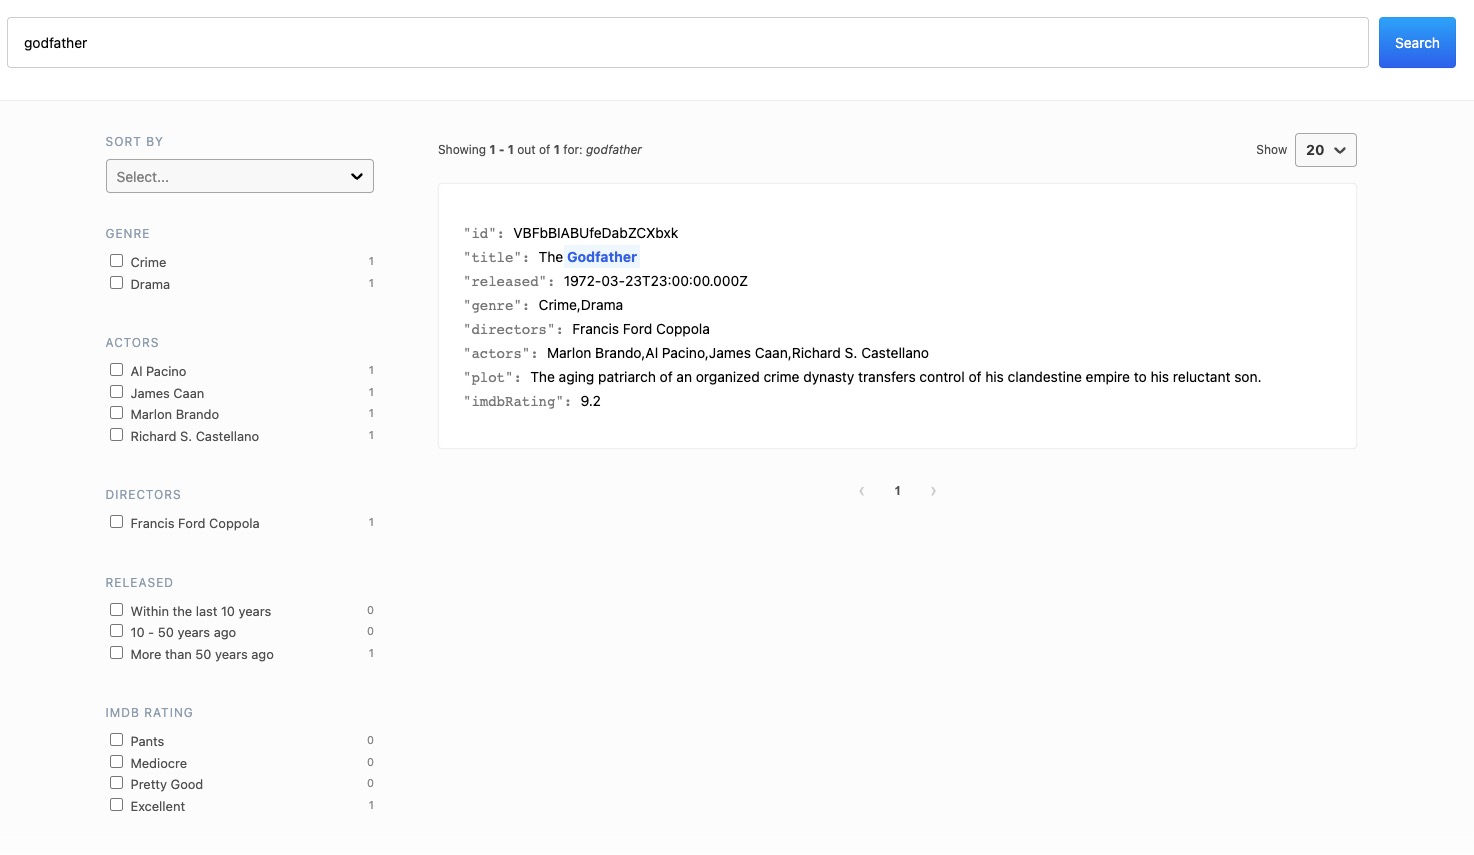 godfather
Search
SORT BY
Select...
GENRE
Crime 1
Drama 1
ACTORS
Al Pacino 1
James Caan 1
Marlon Brando 1
Richard S. Castellano 1
DIRECTORS
Francis Ford Coppola 1
RELEASED
Within the last 10 years 0
10 - 50 years ago 0
More than 50 years ago 1
IMDB RATING
Pants 0
Mediocre 0
Pretty Good 0
Excellent 1
Showing 1 - 1 out of 1 for: godfather
Show 20
"id": VBFbBIABUfeDabZCXbxk
"title": The Godfather
"released": 1972-03-23T23:00:00.000Z
"genre": Crime,Drama
"directors": Francis Ford Coppola
"actors": Marlon Brando,Al Pacino,James Caan,Richard S. Castellano
"plot": The aging patriarch of an organized crime dynasty transfers control of his clandestine empire to his reluctant son.
"imdbRating": 9.2
‹ 1 ›